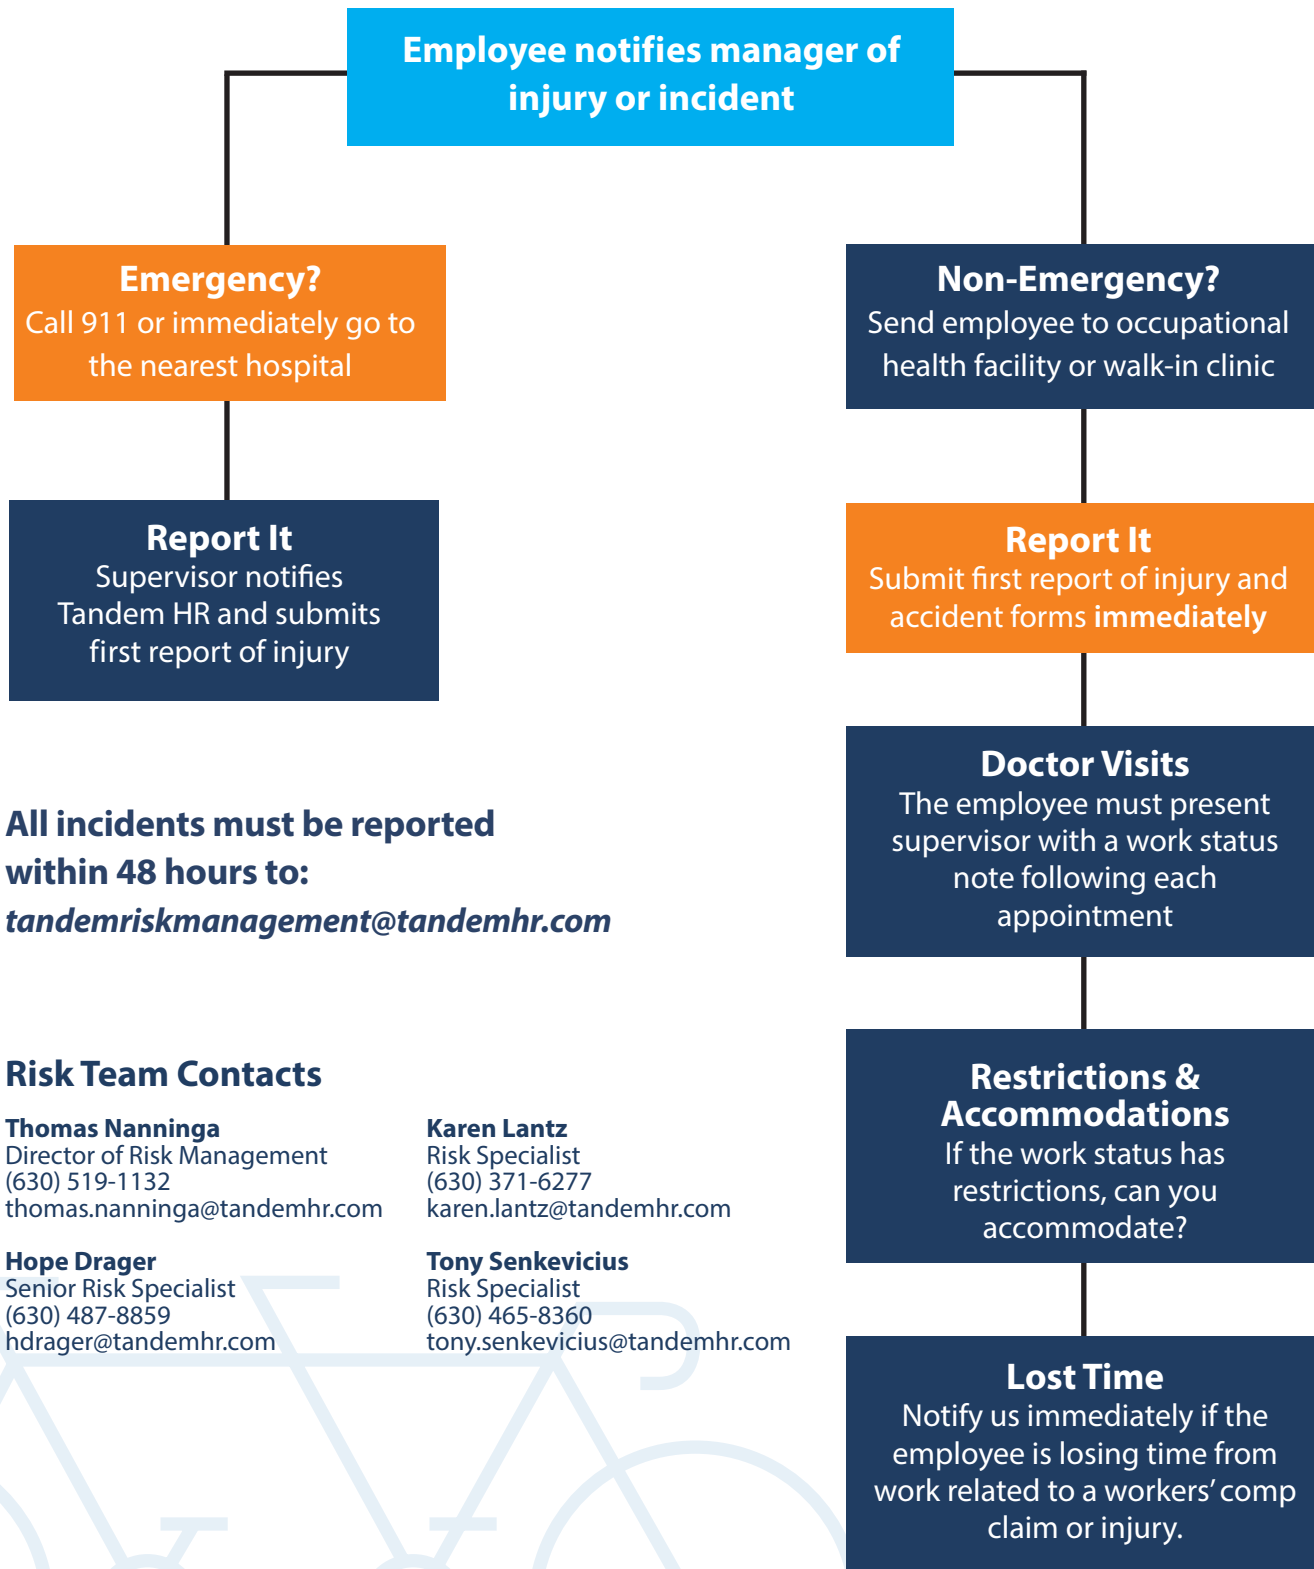 Employee notifies manager of
injury or incident
Emergency?
Call 911 or immediately go to
the nearest hospital
Report It
Supervisor notifies
Tandem HR and submits
first report of injury
Non-Emergency?
Send employee to occupational
health facility or walk-in clinic
Report It
Submit first report of injury and
accident forms immediately
Doctor Visits
The employee must present
supervisor with a work status
note following each
appointment
Restrictions &
Accommodations
If the work status has
restrictions, can you
accommodate?
Lost Time
Notify us immediately if the
employee is losing time from
work related to a workers’ comp
claim or injury.
All incidents must be reported
within 48 hours to:
tandemriskmanagement@tandemhr.com
Risk Team Contacts
Thomas Nanninga
Director of Risk Management
(630) 519-1132
thomas.nanninga@tandemhr.com
Karen Lantz
Risk Specialist
(630) 371-6277
karen.lantz@tandemhr.com
Hope Drager
Senior Risk Specialist
(630) 487-8859
hdrager@tandemhr.com
Tony Senkevicius
Risk Specialist
(630) 465-8360
tony.senkevicius@tandemhr.com